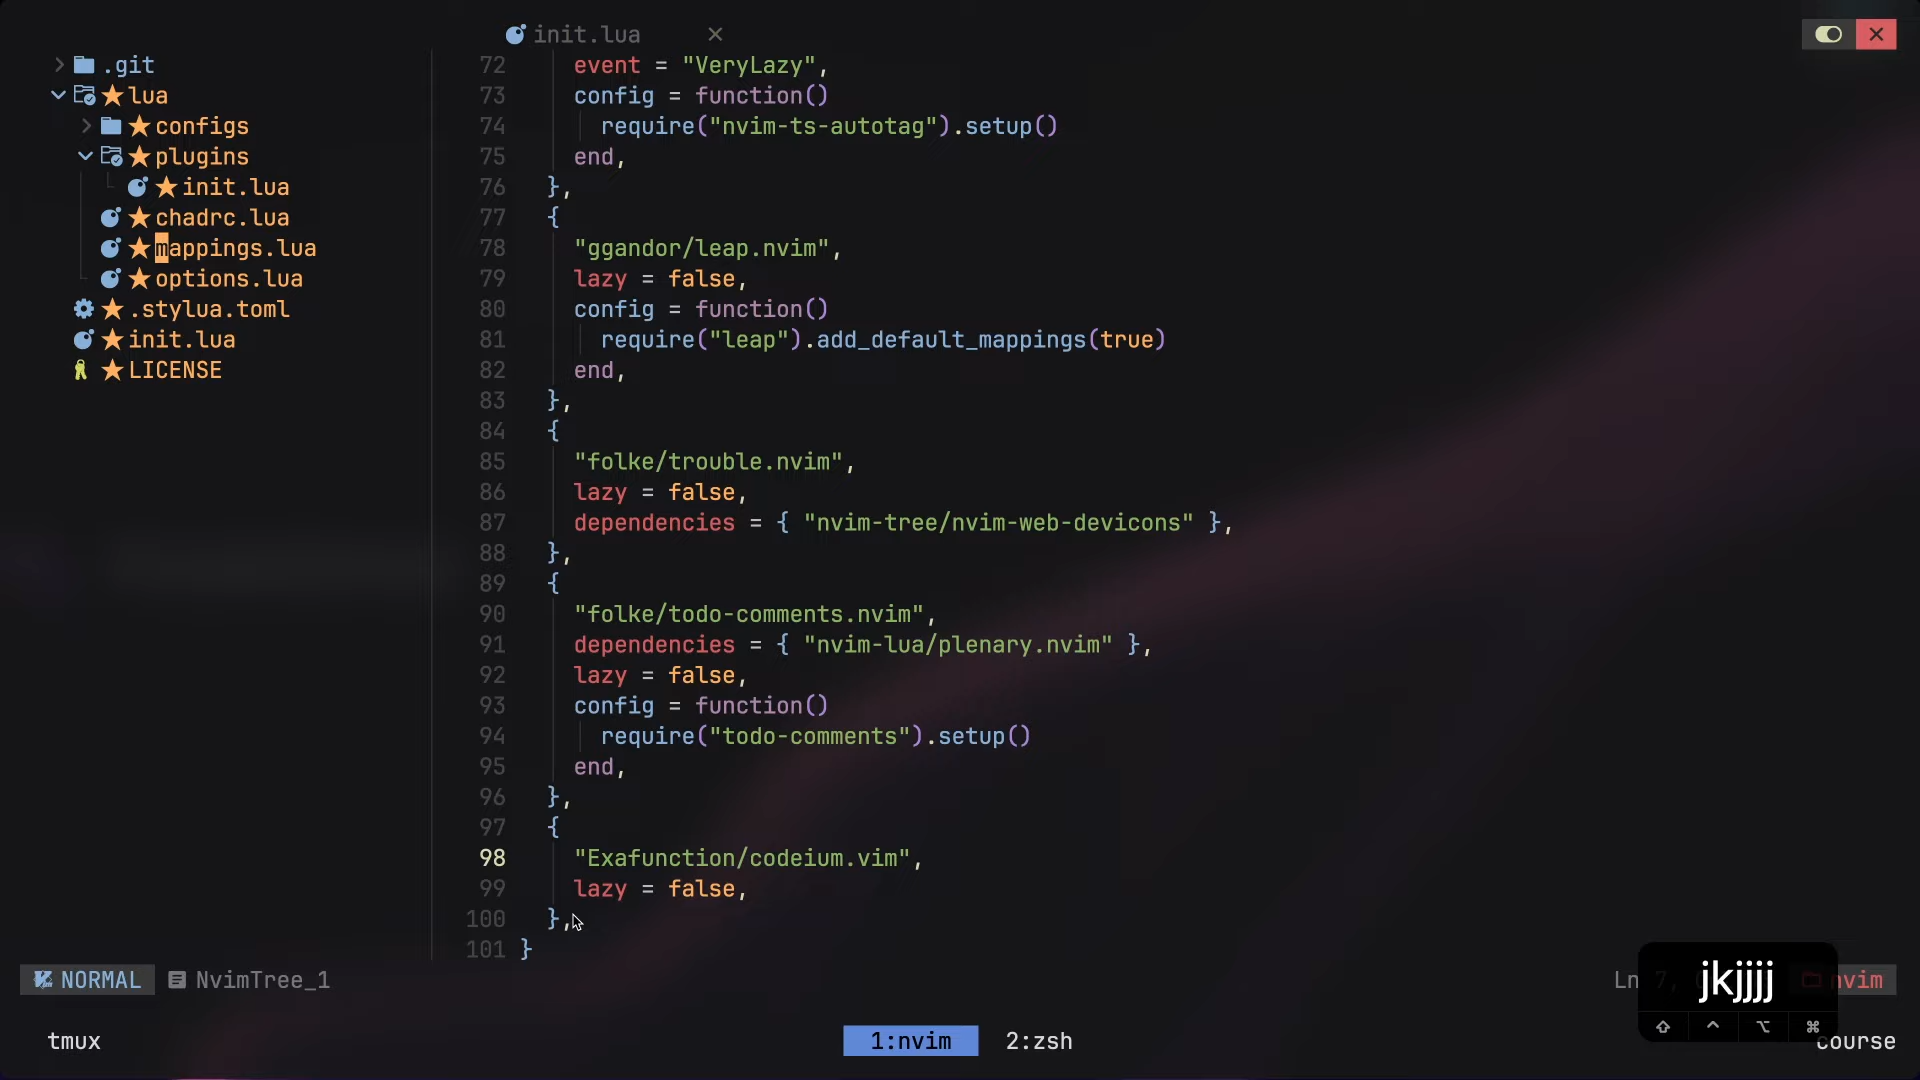 init.lua
.git
lua
configs
plugins
init.lua
chadrc.lua
mappings.lua
options.lua
.stylua.toml
init.lua
LICENSE
72 event = "VeryLazy",
73 config = function()
74 require("nvim-ts-autotag").setup()
75 end,
76 },
77 {
78 "ggandor/leap.nvim",
79 lazy = false,
80 config = function()
81 require("leap").add_default_mappings(true)
82 end,
83 },
84 {
85 "folke/trouble.nvim",
86 lazy = false,
87 dependencies = { "nvim-tree/nvim-web-devicons" },
88 },
89 {
90 "folke/todo-comments.nvim",
91 dependencies = { "nvim-lua/plenary.nvim" },
92 lazy = false,
93 config = function()
94 require("todo-comments").setup()
95 end,
96 },
97 {
98 "Exafunction/codeium.vim",
99 lazy = false,
100 },
101 }
NORMAL NvimTree_1 Ln 7, nvim
jkjjjj
tmux 1:nvim 2:zsh course